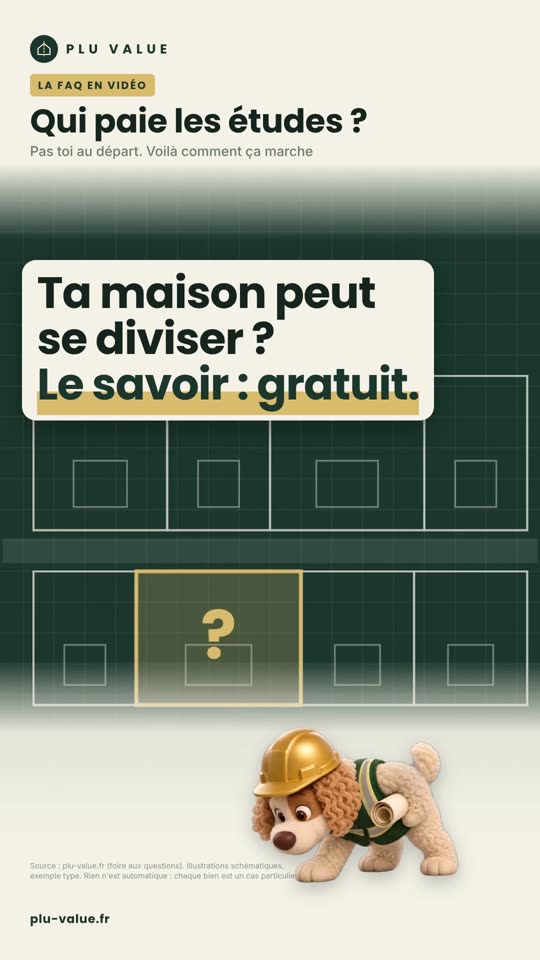 PLU VALUE
LA FAQ EN VIDÉO
Qui paie les études ?
Pas toi au départ. Voilà comment ça marche
Ta maison peut
se diviser ?
Le savoir : gratuit.
?
Source : plu-value.fr (foire aux questions). Illustrations schématiques,
exemple type. Rien n'est automatique : chaque bien est un cas particulie
plu-value.fr